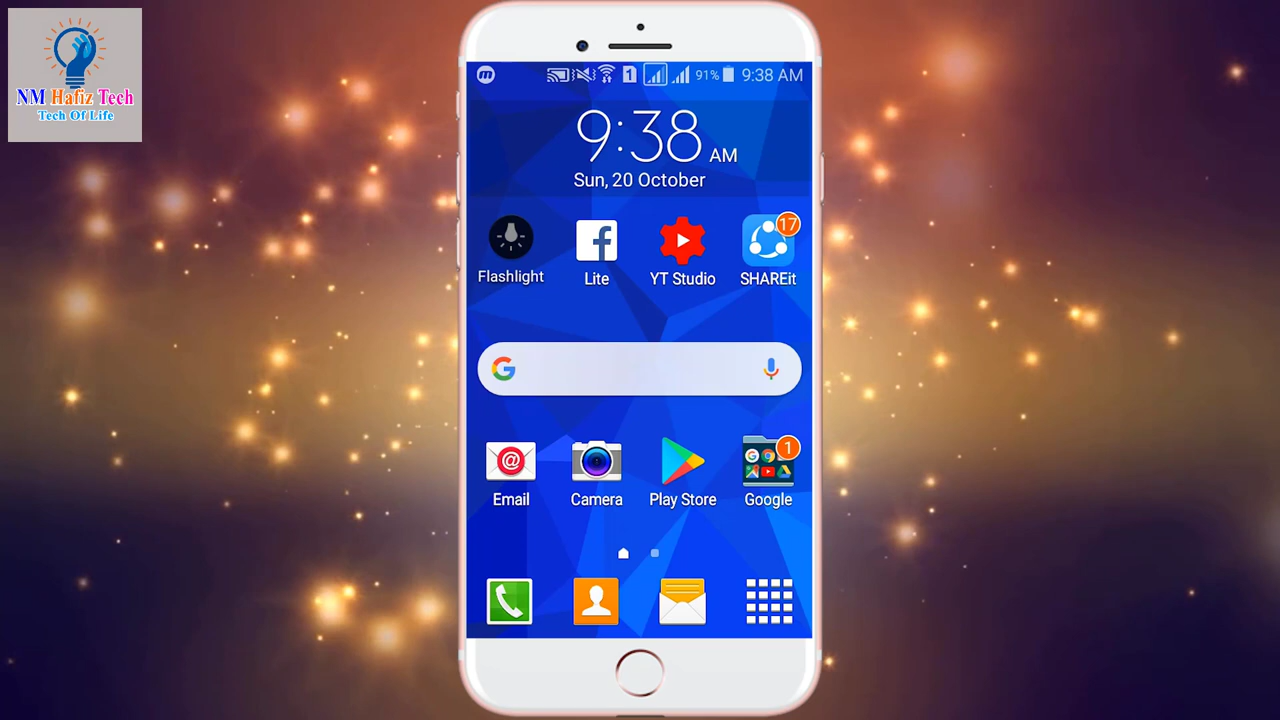 NM Hafiz Tech
Tech Of Life
1 91% 9:38 AM
9:38 AM
Sun, 20 October
17
Flashlight Lite YT Studio SHAREit
1
Email Camera Play Store Google